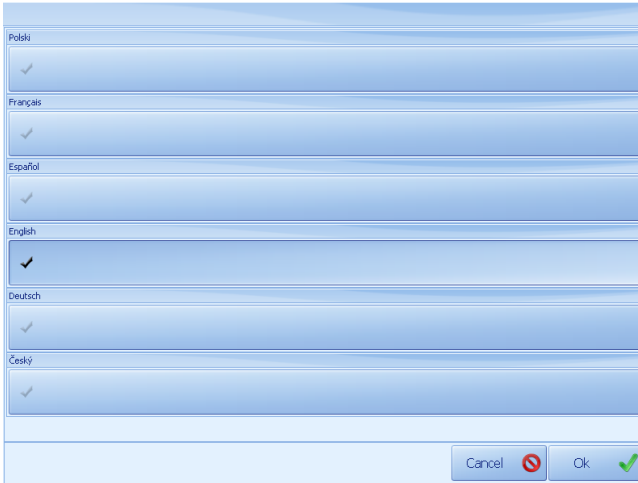 Polski
Français
Español
English
Deutsch
Český
Cancel
Ok